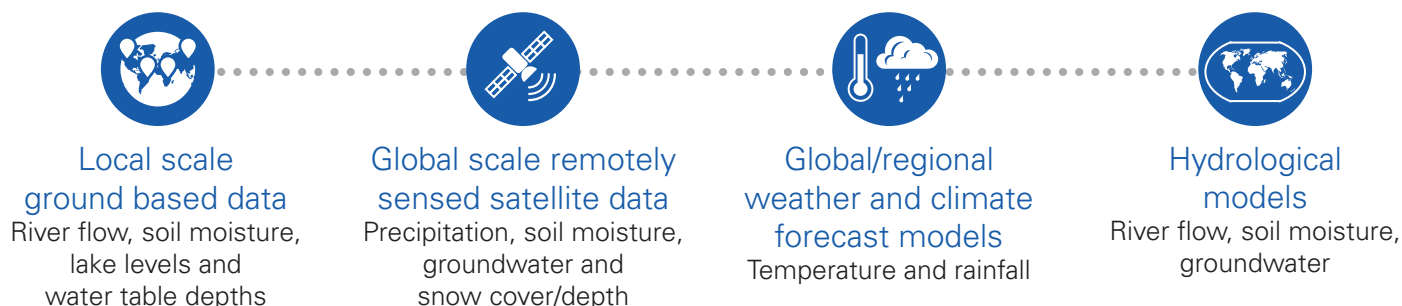 Local scale
ground based data
River flow, soil moisture,
lake levels and
water table depths
Global scale remotely
sensed satellite data
Precipitation, soil moisture,
groundwater and
snow cover/depth
Global/regional
weather and climate
forecast models
Temperature and rainfall
Hydrological
models
River flow, soil moisture,
groundwater